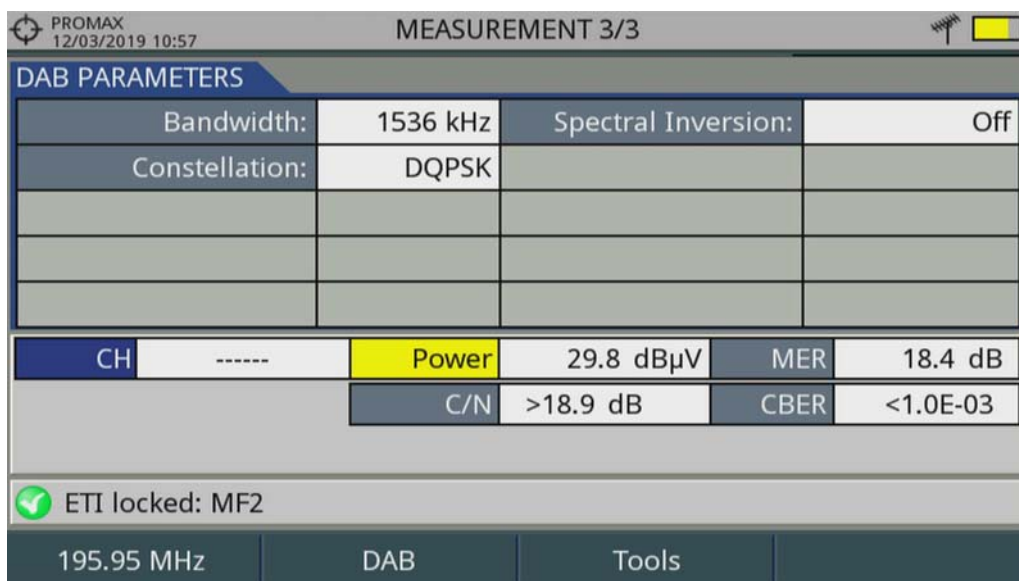 PROMAX
12/03/2019 10:57
MEASUREMENT 3/3
DAB PARAMETERS
Bandwidth: 1536 kHz Spectral Inversion: Off
Constellation: DQPSK
CH ------ Power 29.8 dBµV MER 18.4 dB
C/N >18.9 dB CBER <1.0E-03
ETI locked: MF2
195.95 MHz DAB Tools